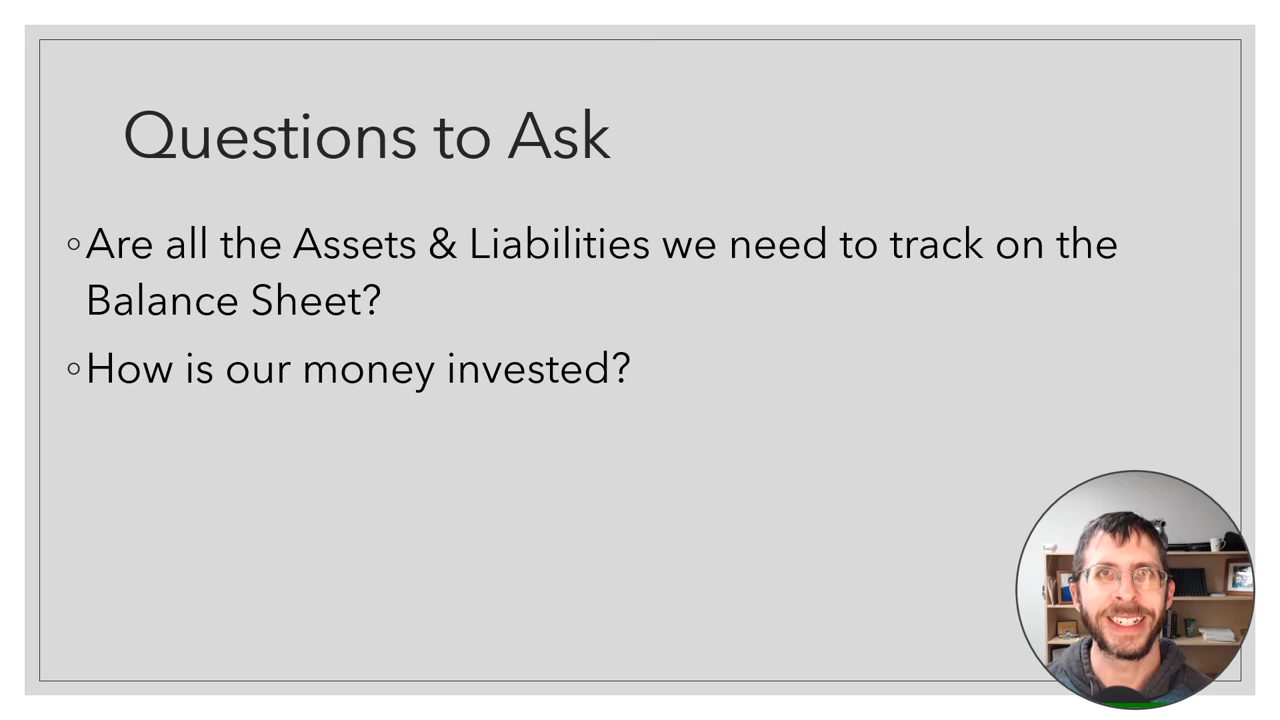 Questions to Ask
◦Are all the Assets & Liabilities we need to track on the
Balance Sheet?
◦How is our money invested?